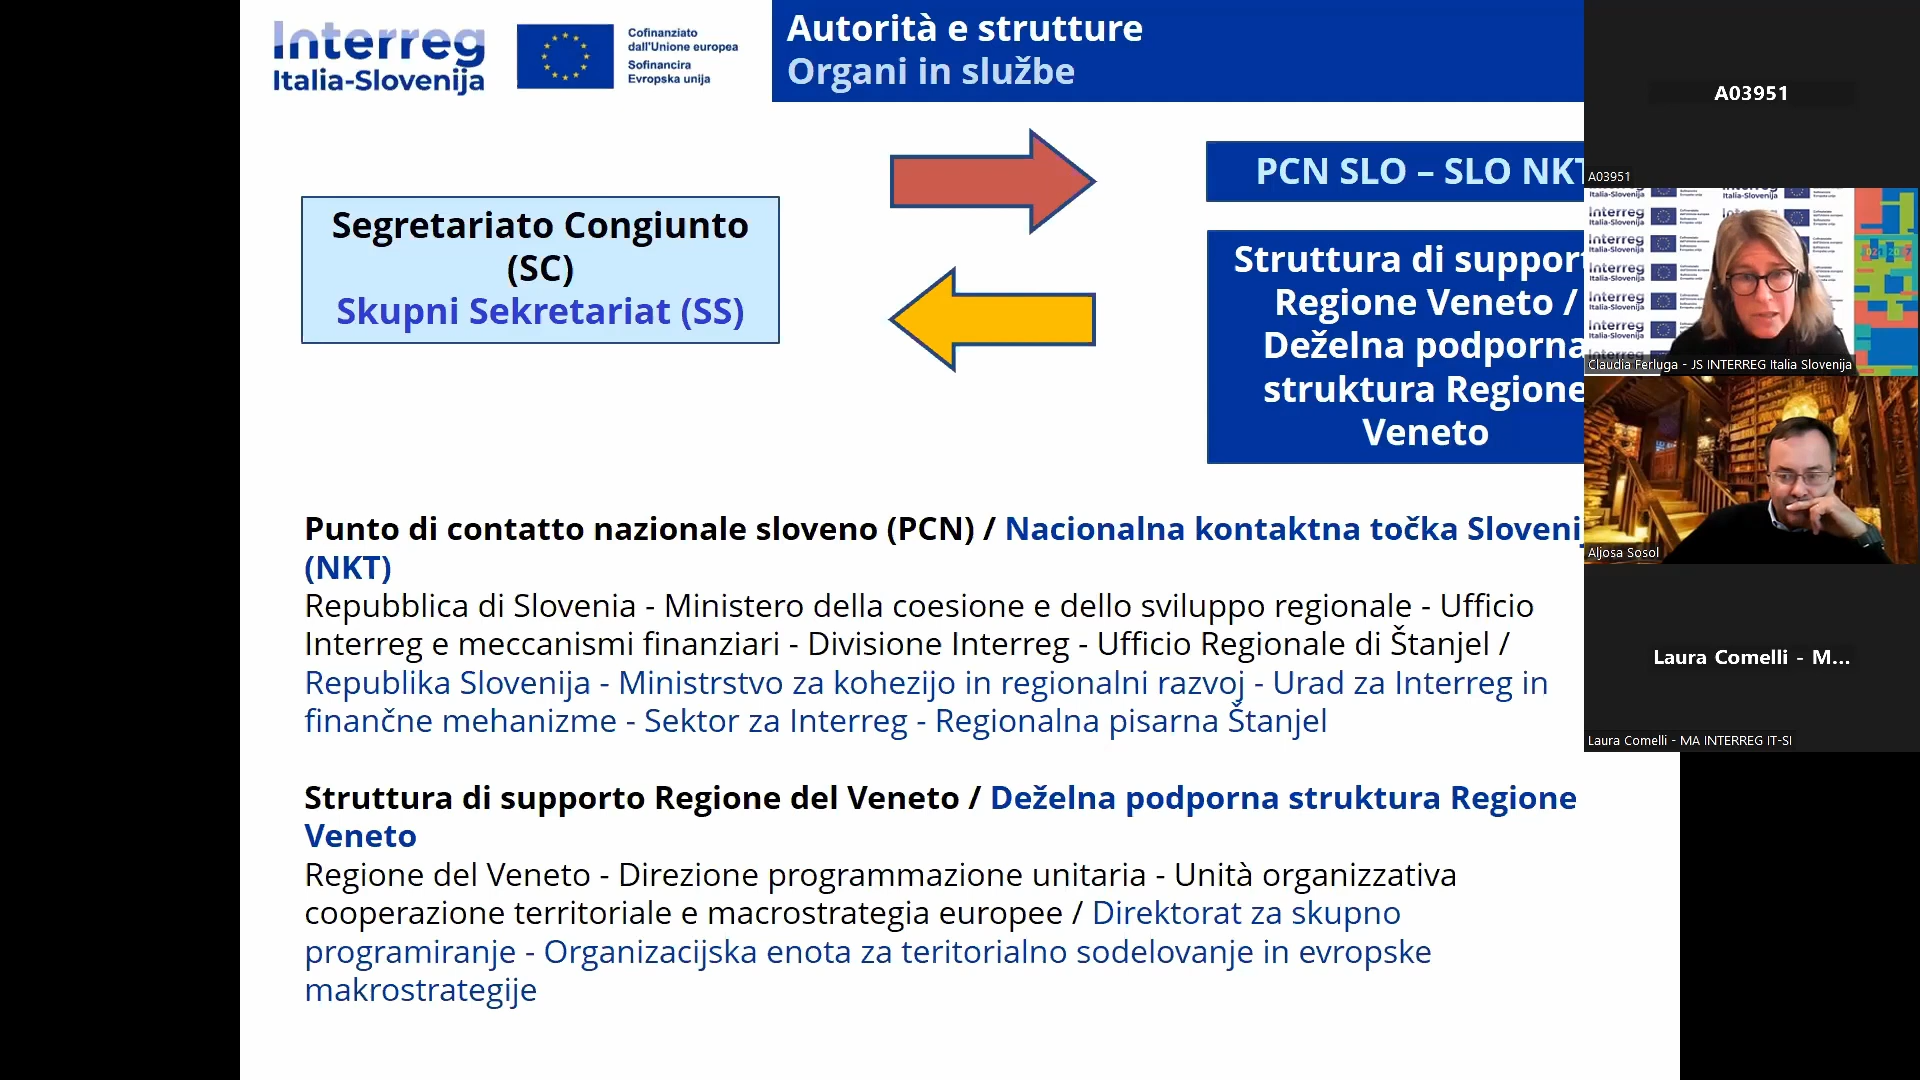 Interreg
Italia-Slovenija
Cofinanziato
dall'Unione europea
Sofinancira
Evropska unija
Autorità e strutture
Organi in službe
Segretariato Congiunto
(SC)
Skupni Sekretariat (SS)
PCN SLO – SLO NKT
Struttura di support
Regione Veneto /
Deželna podporna
struktura Regione
Veneto
Punto di contatto nazionale sloveno (PCN) / Nacionalna kontaktna točka Slovenij
(NKT)
Repubblica di Slovenia - Ministero della coesione e dello sviluppo regionale - Ufficio
Interreg e meccanismi finanziari - Divisione Interreg - Ufficio Regionale di Štanjel /
Republika Slovenija - Ministrstvo za kohezijo in regionalni razvoj - Urad za Interreg in
finančne mehanizme - Sektor za Interreg - Regionalna pisarna Štanjel
Struttura di supporto Regione del Veneto / Deželna podporna struktura Regione
Veneto
Regione del Veneto - Direzione programmazione unitaria - Unità organizzativa
cooperazione territoriale e macrostrategia europee / Direktorat za skupno
programiranje - Organizacijska enota za teritorialno sodelovanje in evropske
makrostrategije
A03951
A03951
Claudia Ferluga - JS INTERREG Italia Slovenija
Aljosa Sosol
Laura Comelli - M...
Laura Comelli - MA INTERREG IT-SI